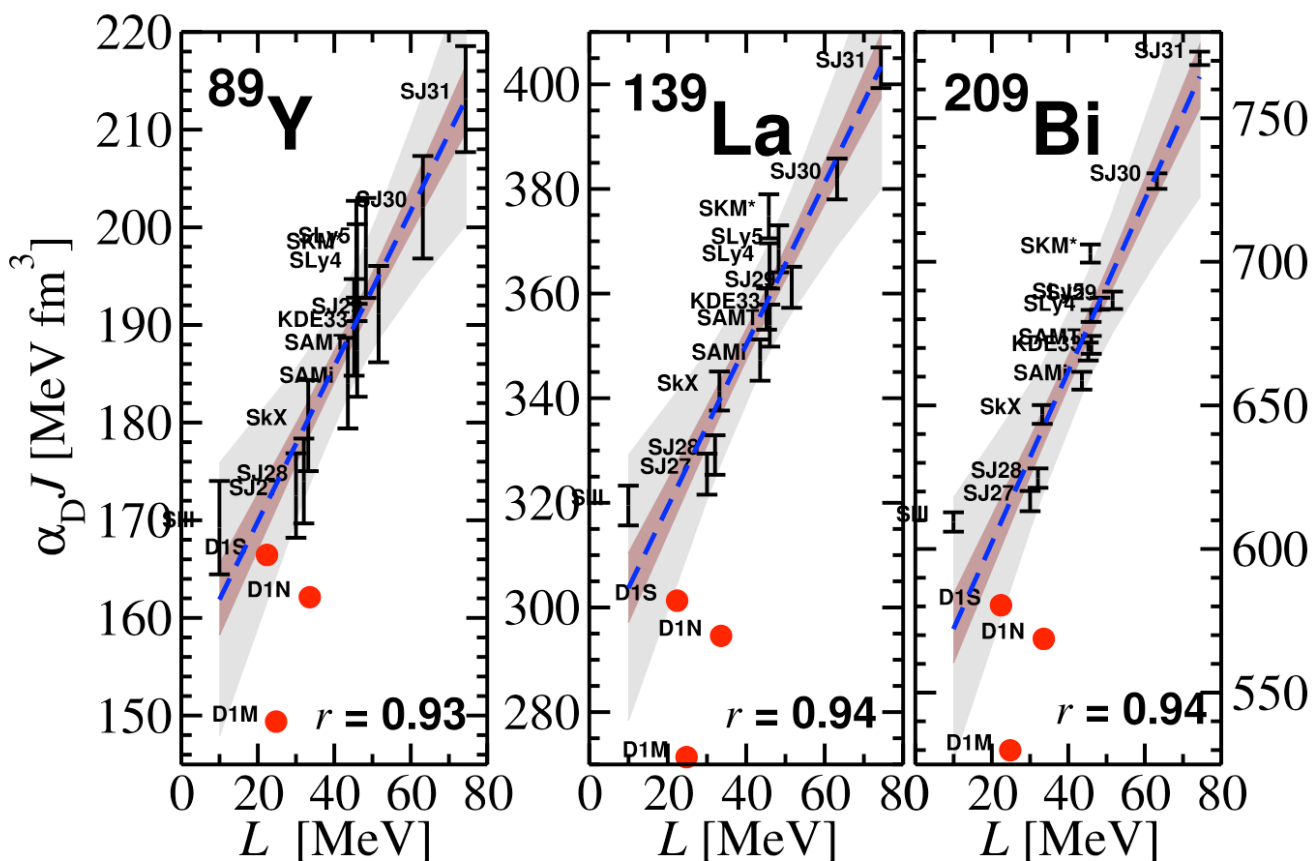 α_D J [MeV fm³]
220
210
200
190
180
170
160
150
⁸⁹Y
SJ31
SJ30
SLy5
SKM*
SLy4
KDE33
SAMT
SAMi
SkX
SJ28
SJ2
SIII
D1S
D1N
D1M
r = 0.93
0 20 40 60 80
L [MeV]
400
380
360
340
320
300
280
¹³⁹La
SJ31
SJ30
SKM*
SLy5
SLy4
SJ29
KDE33
SAMT
SAMi
SkX
SJ28
SJ27
SIII
D1S
D1N
D1M
r = 0.94
0 20 40 60 80
L [MeV]
²⁰⁹Bi
SJ31
SJ30
SKM*
SLy5
SJ29
SLy4
SAMT
KDE33
SAMi
SkX
SJ28
SJ27
SIII
D1S
D1N
D1M
r = 0.94
0 20 40 60 80
L [MeV]
750
700
650
600
550